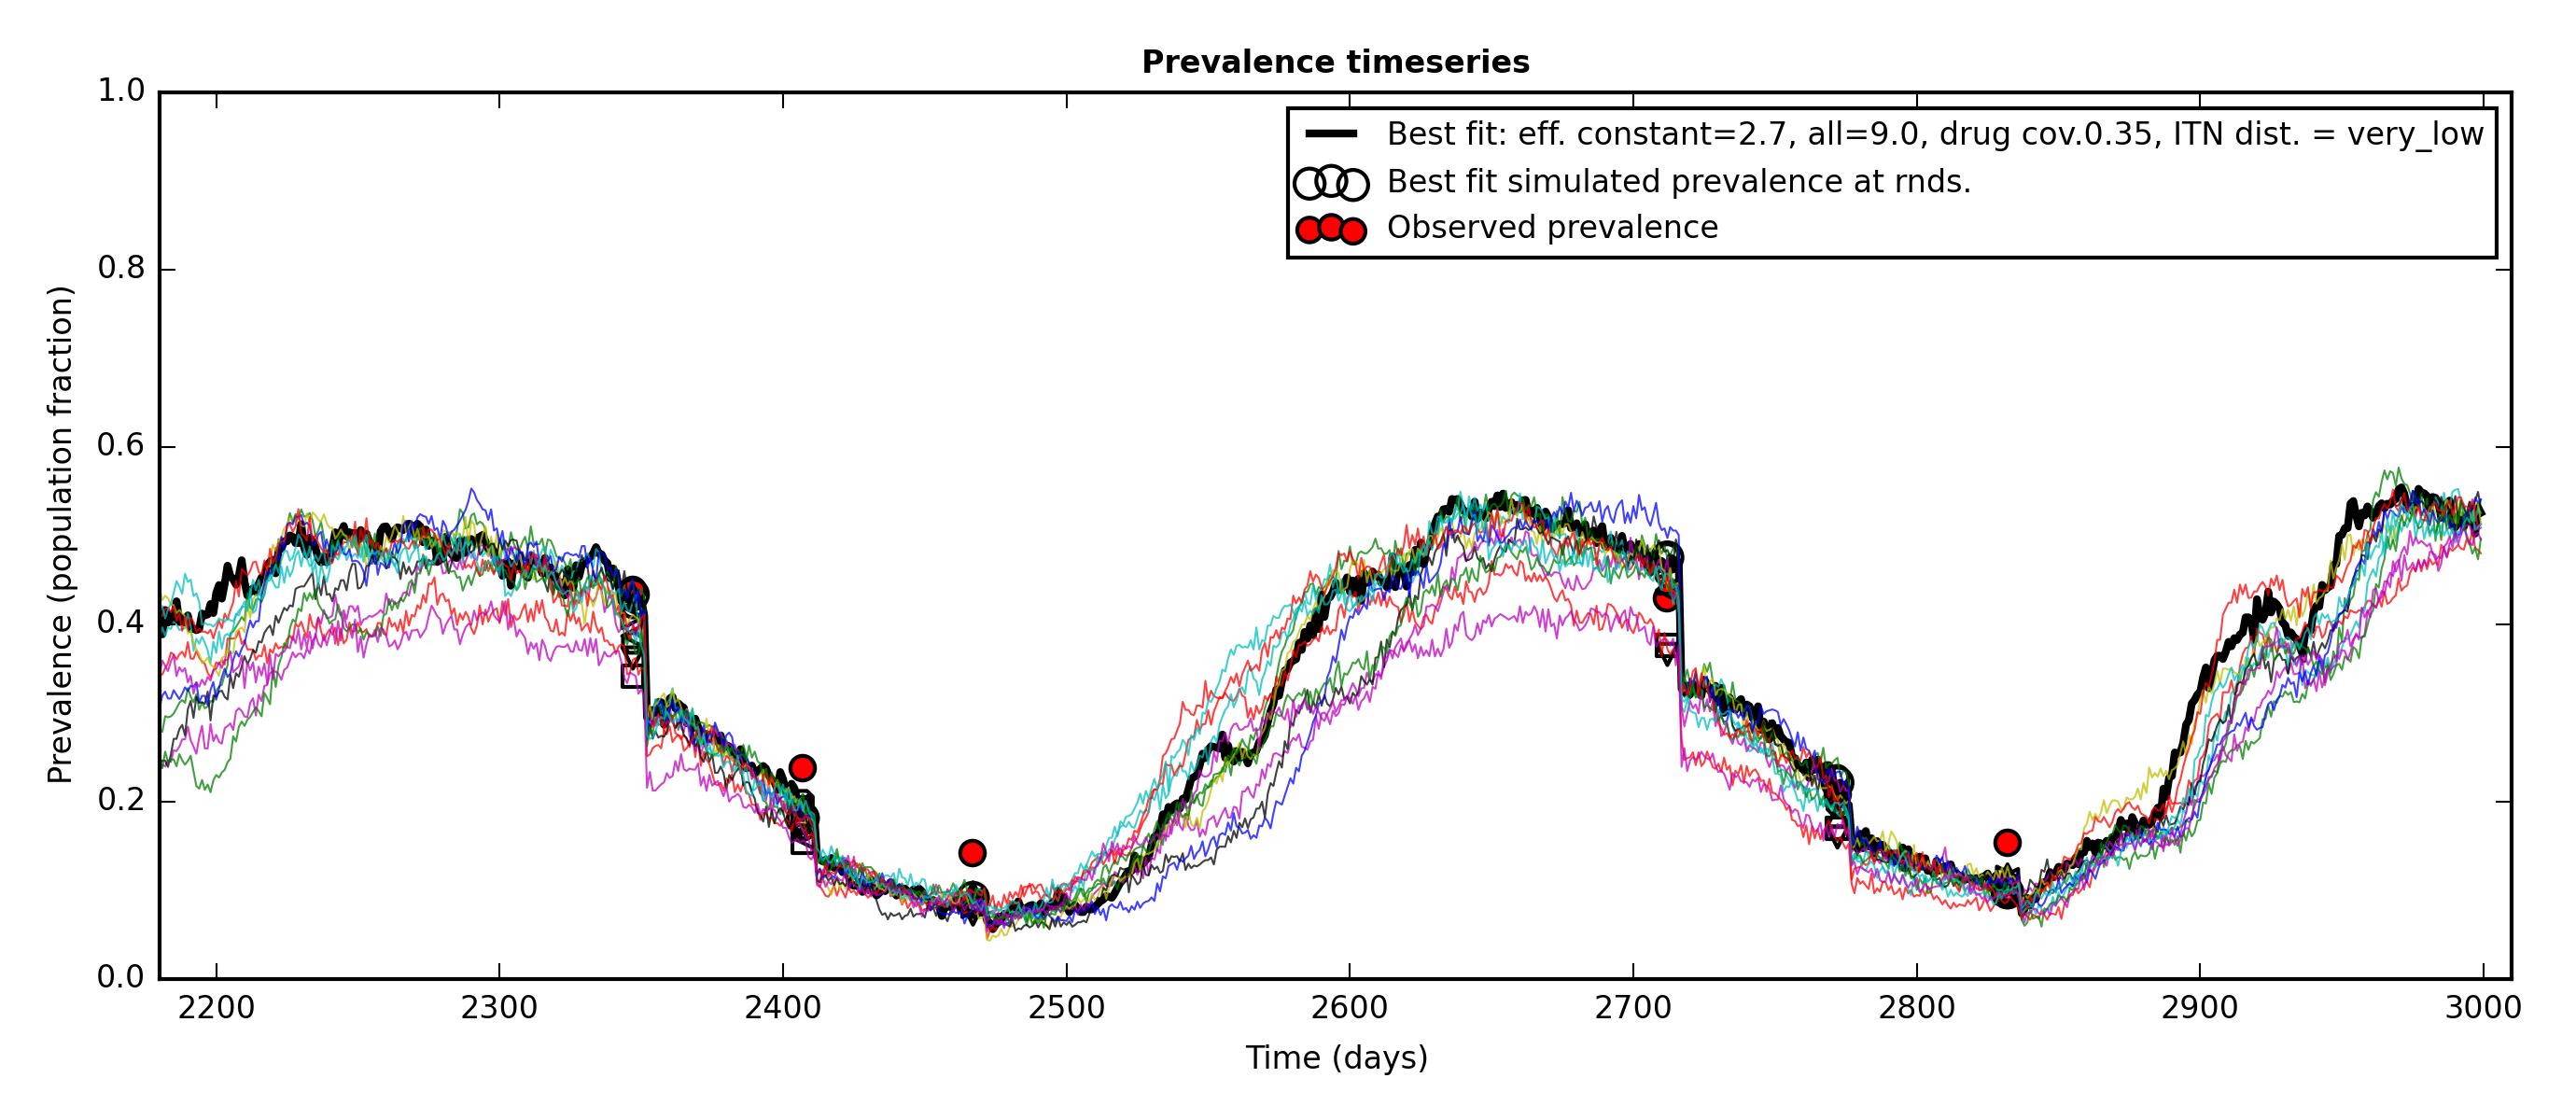 Prevalence timeseries
1.0
0.8
0.6
0.4
0.2
0.0
Prevalence (population fraction)
Best fit: eff. constant=2.7, all=9.0, drug cov.0.35, ITN dist. = very_low
Best fit simulated prevalence at rnds.
Observed prevalence
2200 2300 2400 2500 2600 2700 2800 2900 3000
Time (days)